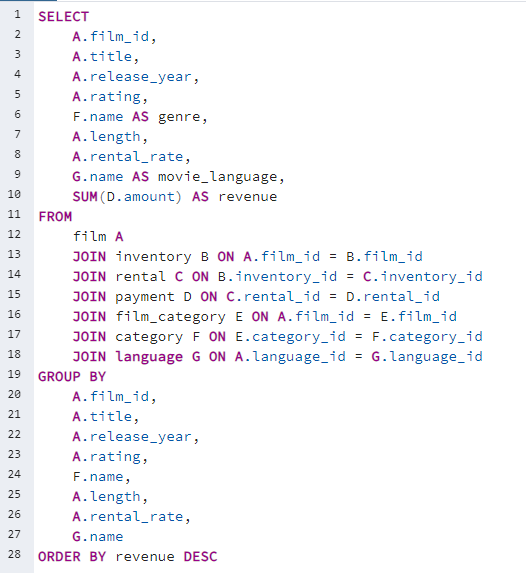 1 SELECT
2 A.film_id,
3 A.title,
4 A.release_year,
5 A.rating,
6 F.name AS genre,
7 A.length,
8 A.rental_rate,
9 G.name AS movie_language,
10 SUM(D.amount) AS revenue
11 FROM
12 film A
13 JOIN inventory B ON A.film_id = B.film_id
14 JOIN rental C ON B.inventory_id = C.inventory_id
15 JOIN payment D ON C.rental_id = D.rental_id
16 JOIN film_category E ON A.film_id = E.film_id
17 JOIN category F ON E.category_id = F.category_id
18 JOIN language G ON A.language_id = G.language_id
19 GROUP BY
20 A.film_id,
21 A.title,
22 A.release_year,
23 A.rating,
24 F.name,
25 A.length,
26 A.rental_rate,
27 G.name
28 ORDER BY revenue DESC